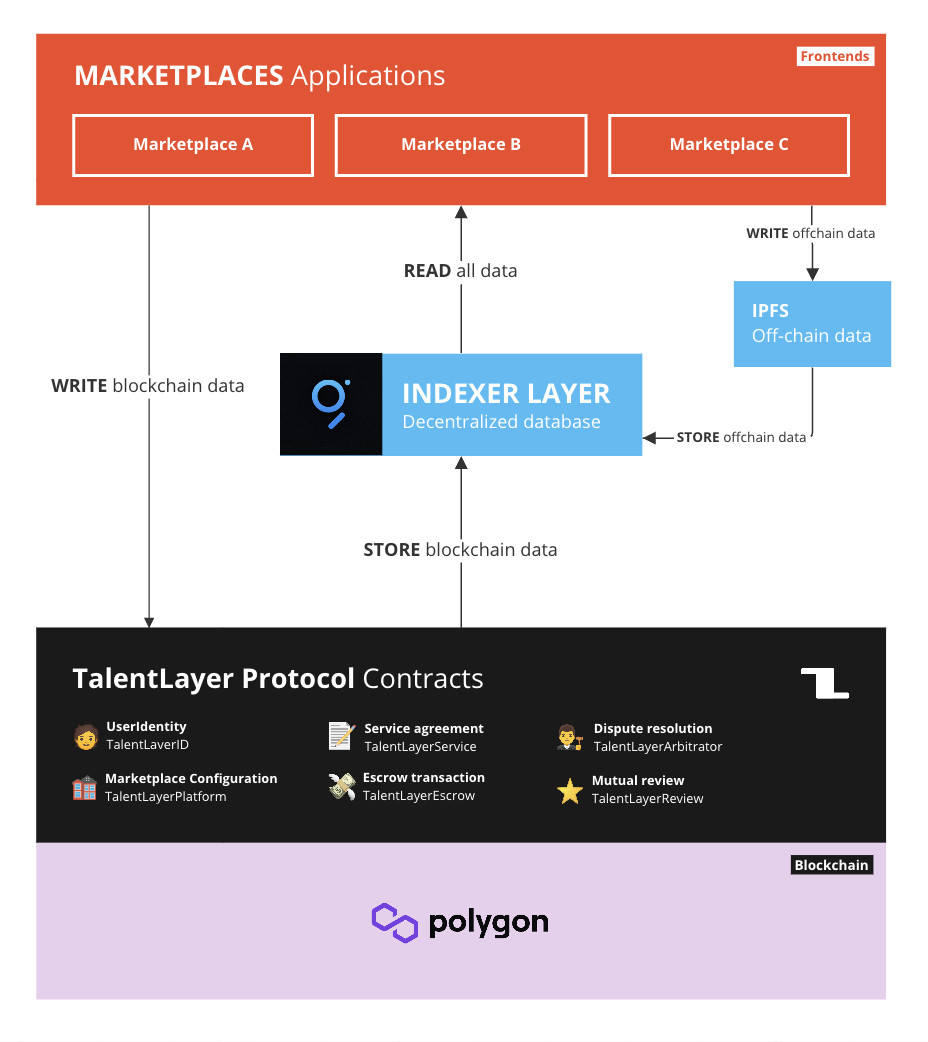 Frontends
MARKETPLACES Applications
Marketplace A
Marketplace B
Marketplace C
WRITE offchain data
READ all data
IPFS
Off-chain data
WRITE blockchain data
INDEXER LAYER
Decentralized database
STORE offchain data
STORE blockchain data
TalentLayer Protocol Contracts
UserIdentity
TalentLaverID
Service agreement
TalentLayerService
Dispute resolution
TalentLayerArbitrator
Marketplace Configuration
TalentLayerPlatform
Escrow transaction
TalentLayerEscrow
Mutual review
TalentLayerReview
Blockchain
polygon